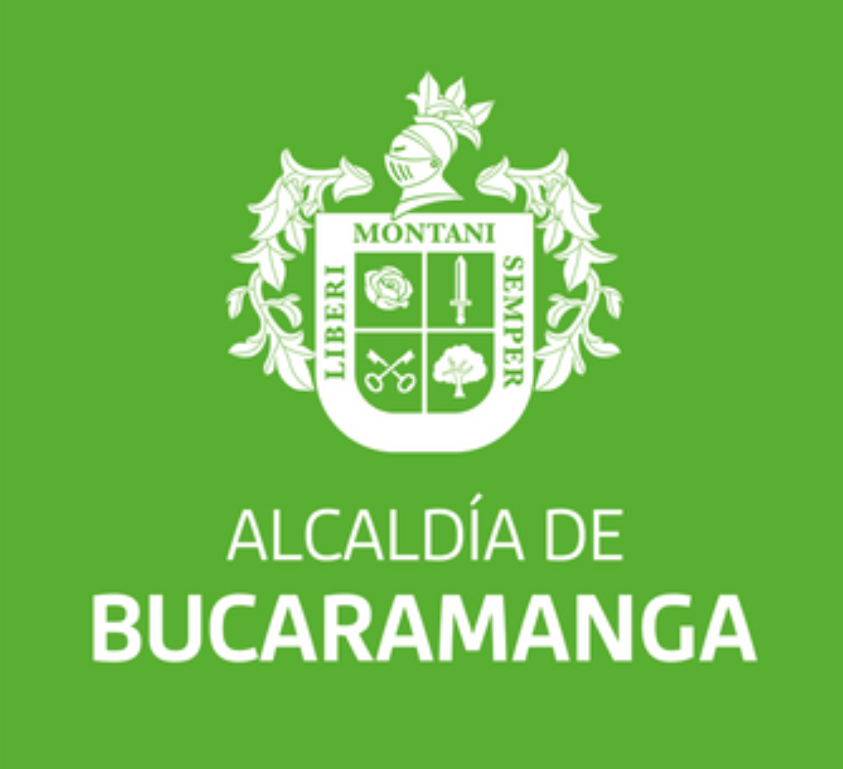 MONTANI
LIBERI
SEMPER
ALCALDÍA DE
BUCARAMANGA